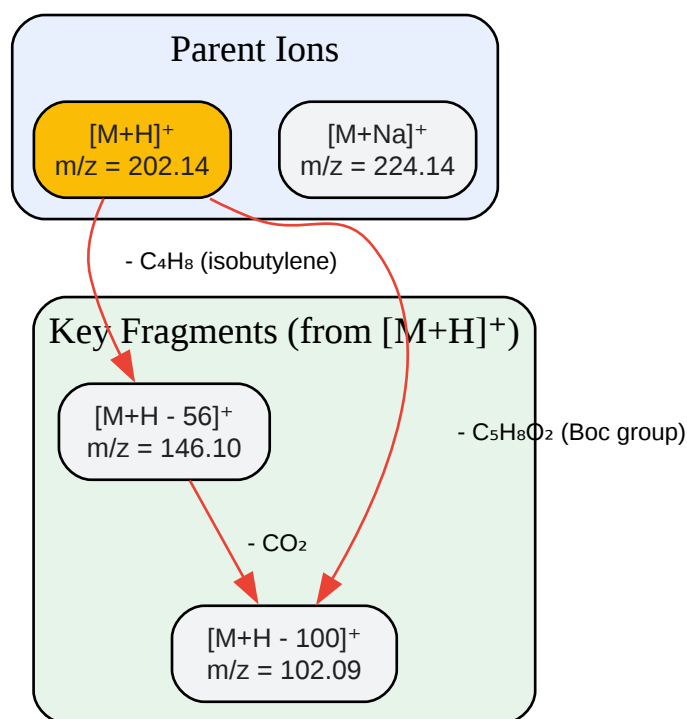 Parent Ions
[M+H]⁺
m/z = 202.14
[M+Na]⁺
m/z = 224.14
- C₄H₈ (isobutylene)
Key Fragments (from [M+H]⁺)
[M+H - 56]⁺
m/z = 146.10
- C₅H₈O₂ (Boc group)
- CO₂
[M+H - 100]⁺
m/z = 102.09